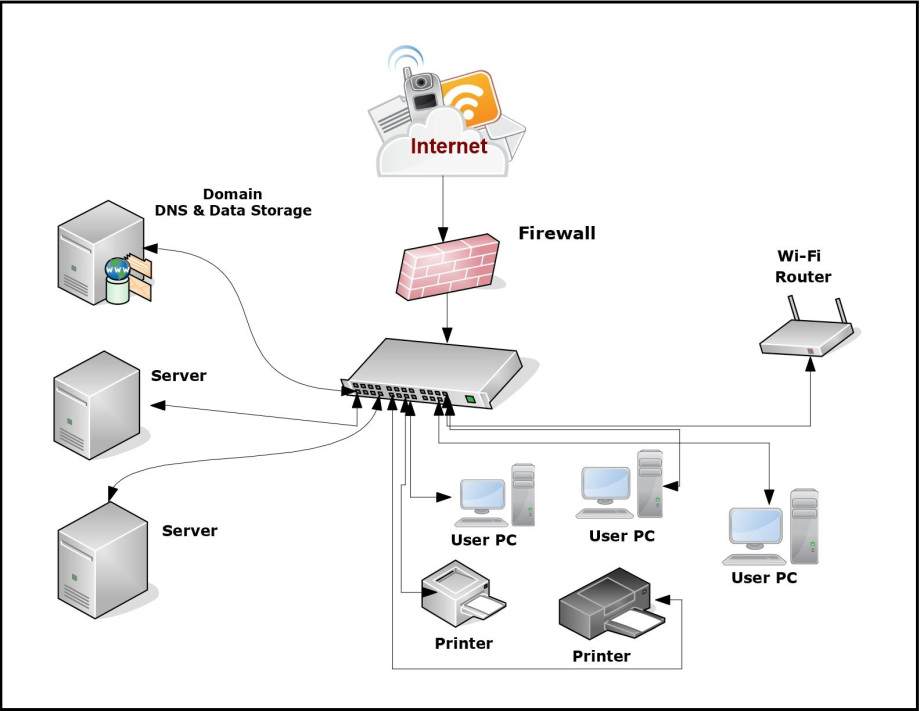 Internet
Domain
DNS & Data Storage
Firewall
Wi-Fi
Router
Server
Server
User PC
User PC
User PC
Printer
Printer
www